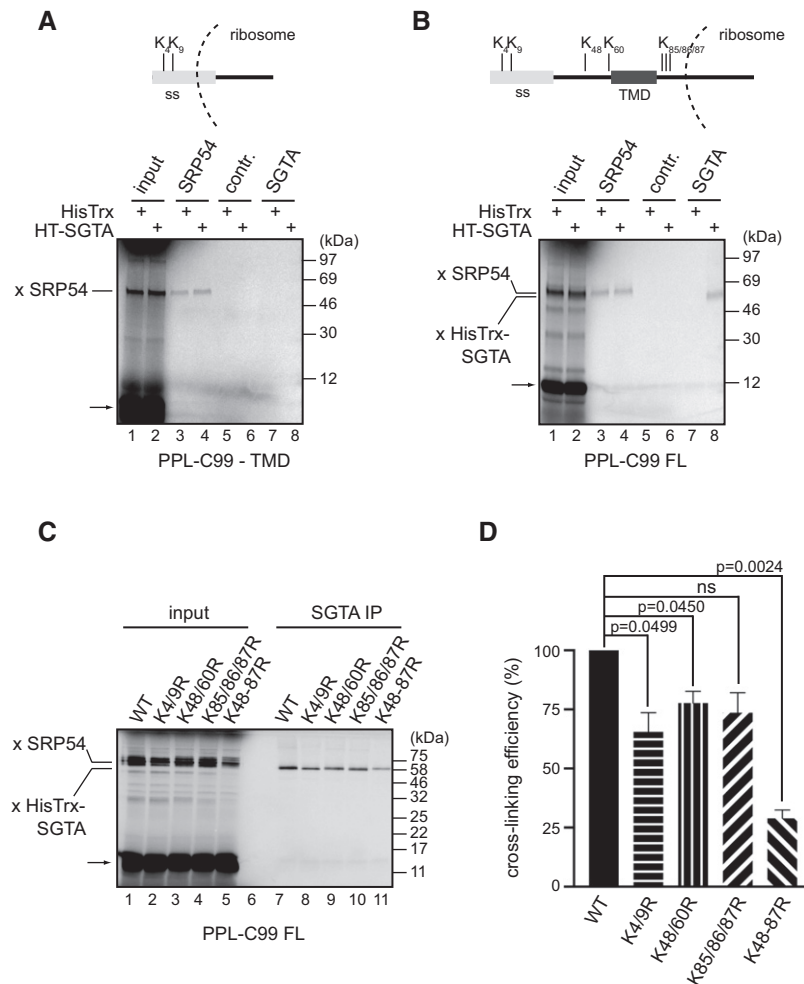 A
K4K9
ribosome
ss
input
SRP54
contr.
SGTA
HisTrx + + + +
HT-SGTA + + + +
(kDa)
97
69
46
30
12
x SRP54
1 2 3 4 5 6 7 8
PPL-C99 - TMD
B
K4K9
K48 K60
K85/86/87
ribosome
ss
TMD
input
SRP54
contr.
SGTA
HisTrx + + + +
HT-SGTA + + + +
(kDa)
97
69
46
30
12
x SRP54
x HisTrx-
SGTA
1 2 3 4 5 6 7 8
PPL-C99 FL
C
input
SGTA IP
WT
K4/9R
K48/60R
K85/86/87R
K48-87R
WT
K4/9R
K48/60R
K85/86/87R
K48-87R
(kDa)
75
58
46
32
25
22
17
11
x SRP54
x HisTrx-
SGTA
1 2 3 4 5 6 7 8 9 10 11
PPL-C99 FL
D
p=0.0024
ns
p=0.0450
p=0.0499
cross-linking efficiency (%)
100
75
50
25
0
WT
K4/9R
K48/60R
K85/86/87R
K48-87R